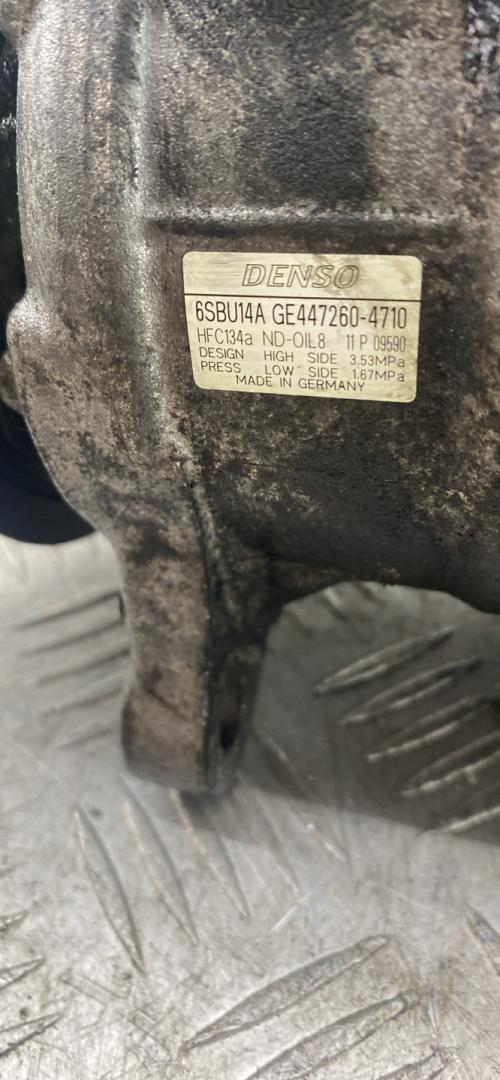 DENSO
6SBU14A GE447260-4710
HFC134a ND-OIL8 11 P 09590
DESIGN HIGH SIDE 3.53MPa
PRESS LOW SIDE 1.67MPa
MADE IN GERMANY